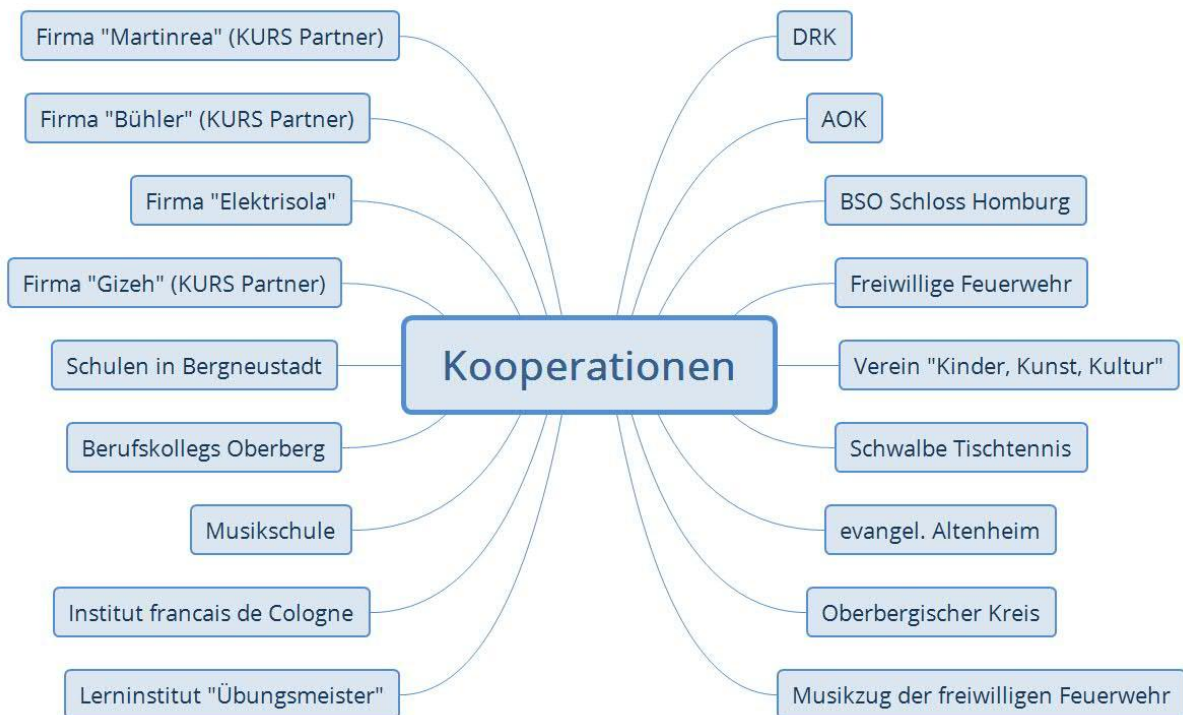 Firma "Martinrea" (KURS Partner)
Firma "Bühler" (KURS Partner)
Firma "Elektrisola"
Firma "Gizeh" (KURS Partner)
Schulen in Bergneustadt
Berufskollegs Oberberg
Musikschule
Institut francais de Cologne
Lerninstitut "Übungsmeister"
Kooperationen
DRK
AOK
BSO Schloss Homburg
Freiwillige Feuerwehr
Verein "Kinder, Kunst, Kultur"
Schwalbe Tischtennis
evangel. Altenheim
Oberbergischer Kreis
Musikzug der freiwilligen Feuerwehr